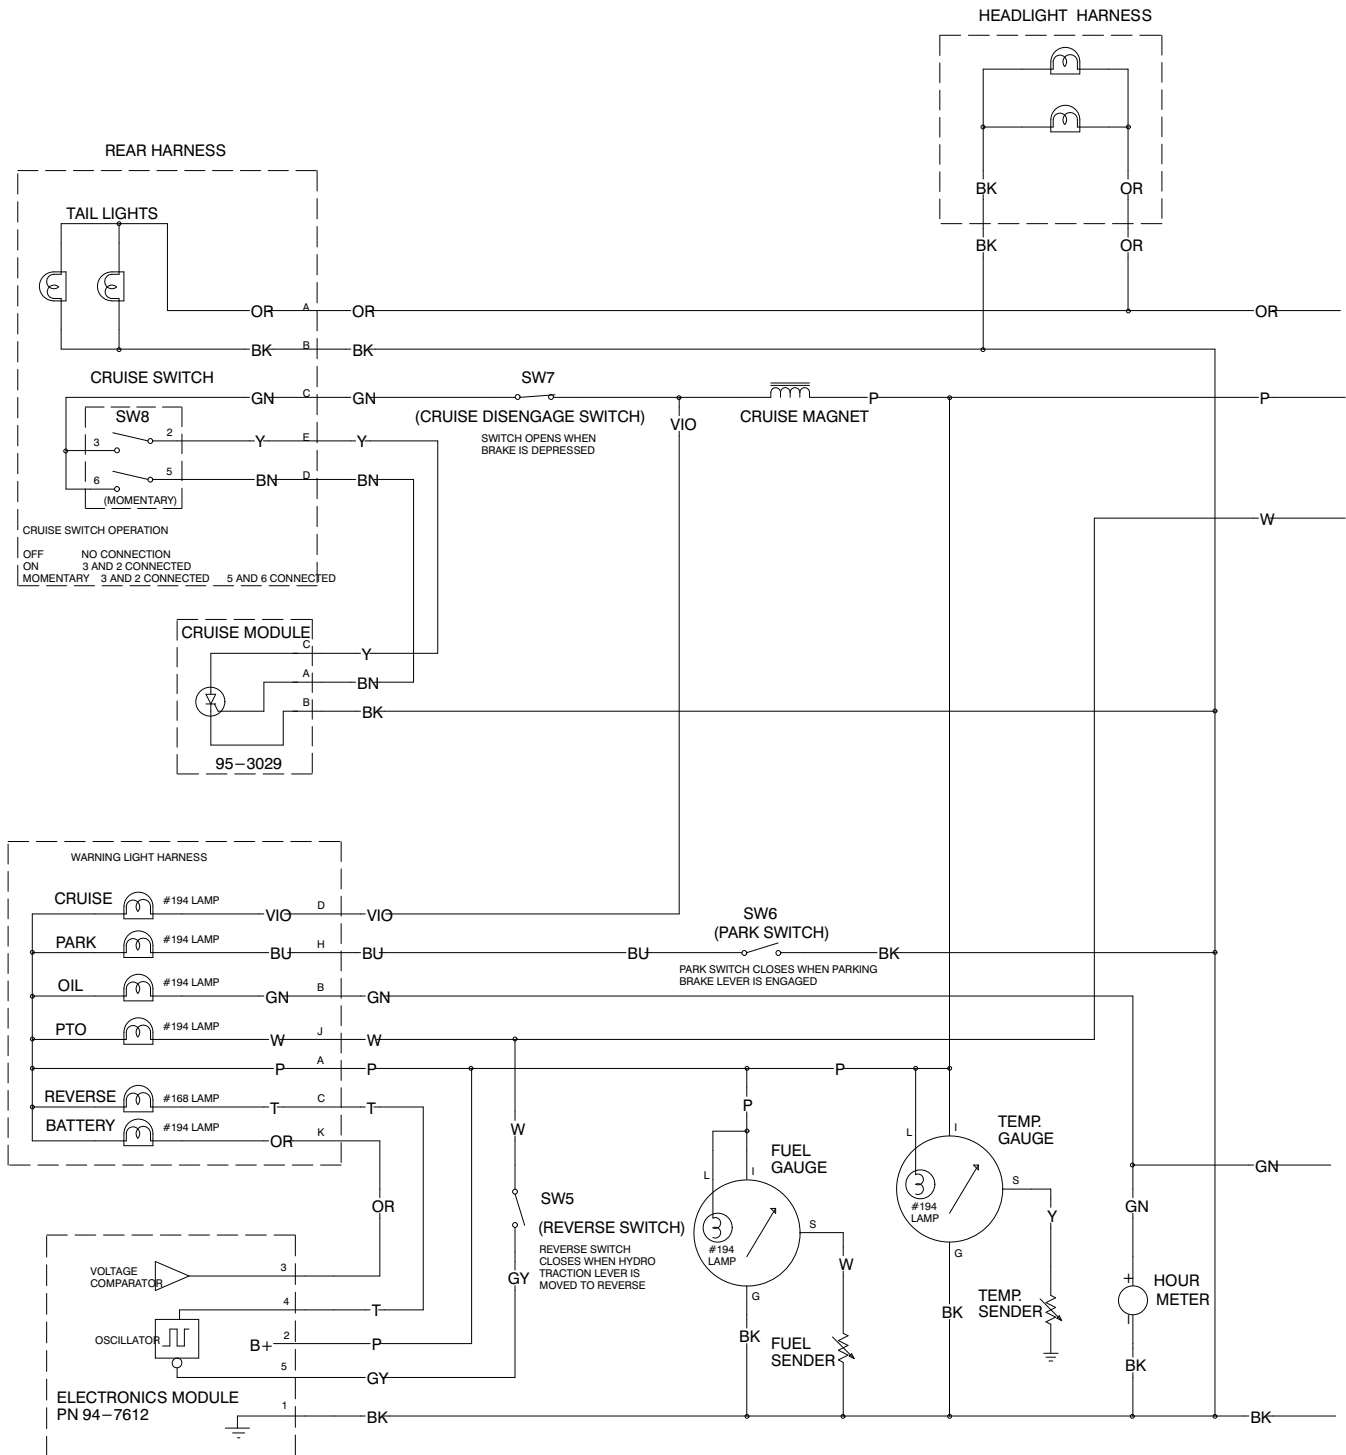 HEADLIGHT HARNESS
BK OR
BK OR
REAR HARNESS
TAIL LIGHTS
OR A OR OR
BK B BK
CRUISE SWITCH
GN C GN
SW7
(CRUISE DISENGAGE SWITCH)
SWITCH OPENS WHEN
BRAKE IS DEPRESSED
VIO
CRUISE MAGNET
P P
SW8
3 2 Y E Y
6 5 BN D BN
(MOMENTARY)
W
CRUISE SWITCH OPERATION
OFF NO CONNECTION
ON 3 AND 2 CONNECTED
MOMENTARY 3 AND 2 CONNECTED 5 AND 6 CONNECTED
CRUISE MODULE
C Y
A BN
B BK
95-3029
WARNING LIGHT HARNESS
CRUISE #194 LAMP VIO D VIO
PARK #194 LAMP BU H BU BU
SW6
(PARK SWITCH)
BK
PARK SWITCH CLOSES WHEN PARKING
BRAKE LEVER IS ENGAGED
OIL #194 LAMP GN B GN
PTO #194 LAMP W J W
P A P P
REVERSE #168 LAMP T C T
BATTERY #194 LAMP OR K
OR
W
SW5
(REVERSE SWITCH)
REVERSE SWITCH
CLOSES WHEN HYDRO
TRACTION LEVER IS
MOVED TO REVERSE
GY
P
FUEL
GAUGE
L I
#194
LAMP
S
W
G
BK
FUEL
SENDER
TEMP.
GAUGE
L I
#194
LAMP
S
Y
G
BK
TEMP.
SENDER
GN
GN
+
HOUR
METER
-
BK
VOLTAGE
COMPARATOR
3
4 T
OSCILLATOR
B+ 2 P
5 GY
ELECTRONICS MODULE
PN 94-7612
1 BK BK